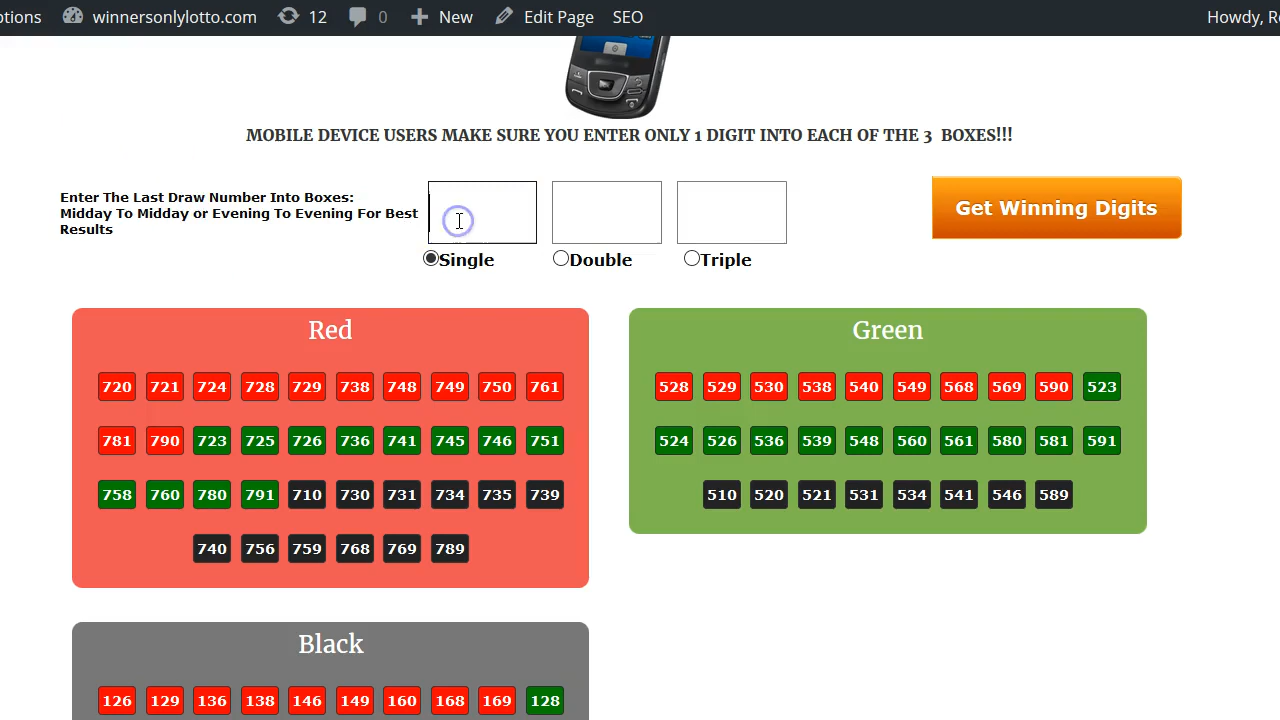 ptions winnersonlylotto.com 12 0 New Edit Page SEO Howdy, R
MOBILE DEVICE USERS MAKE SURE YOU ENTER ONLY 1 DIGIT INTO EACH OF THE 3 BOXES!!!
Enter The Last Draw Number Into Boxes:
Midday To Midday or Evening To Evening For Best
Results
Get Winning Digits
Single Double Triple
Red
720 721 724 728 729 738 748 749 750 761
781 790 723 725 726 736 741 745 746 751
758 760 780 791 710 730 731 734 735 739
740 756 759 768 769 789
Green
528 529 530 538 540 549 568 569 590 523
524 526 536 539 548 560 561 580 581 591
510 520 521 531 534 541 546 589
Black
126 129 136 138 146 149 160 168 169 128